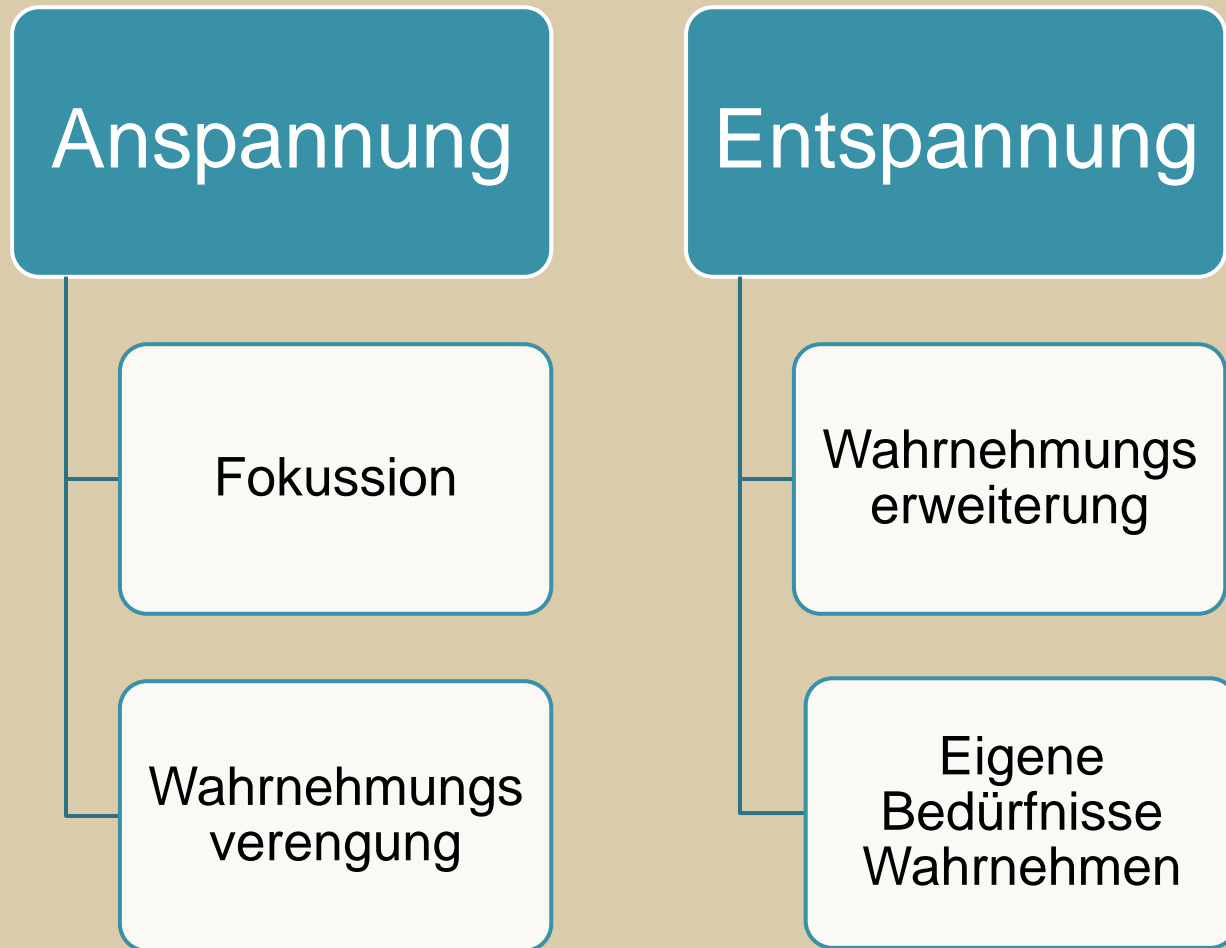 Anspannung
Fokussion
Wahrnehmungs
verengung
Entspannung
Wahrnehmungs
erweiterung
Eigene
Bedürfnisse
Wahrnehmen